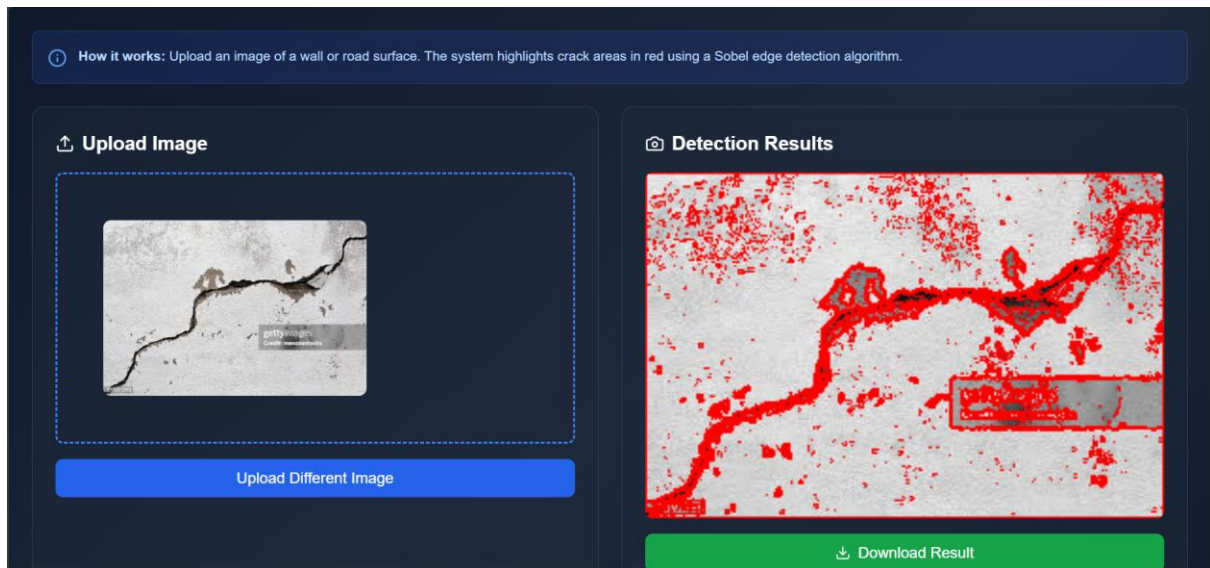 How it works: Upload an image of a wall or road surface. The system highlights crack areas in red using a Sobel edge detection algorithm.
Upload Image
gettyimages
Credit:
Upload Different Image
Detection Results
Download Result